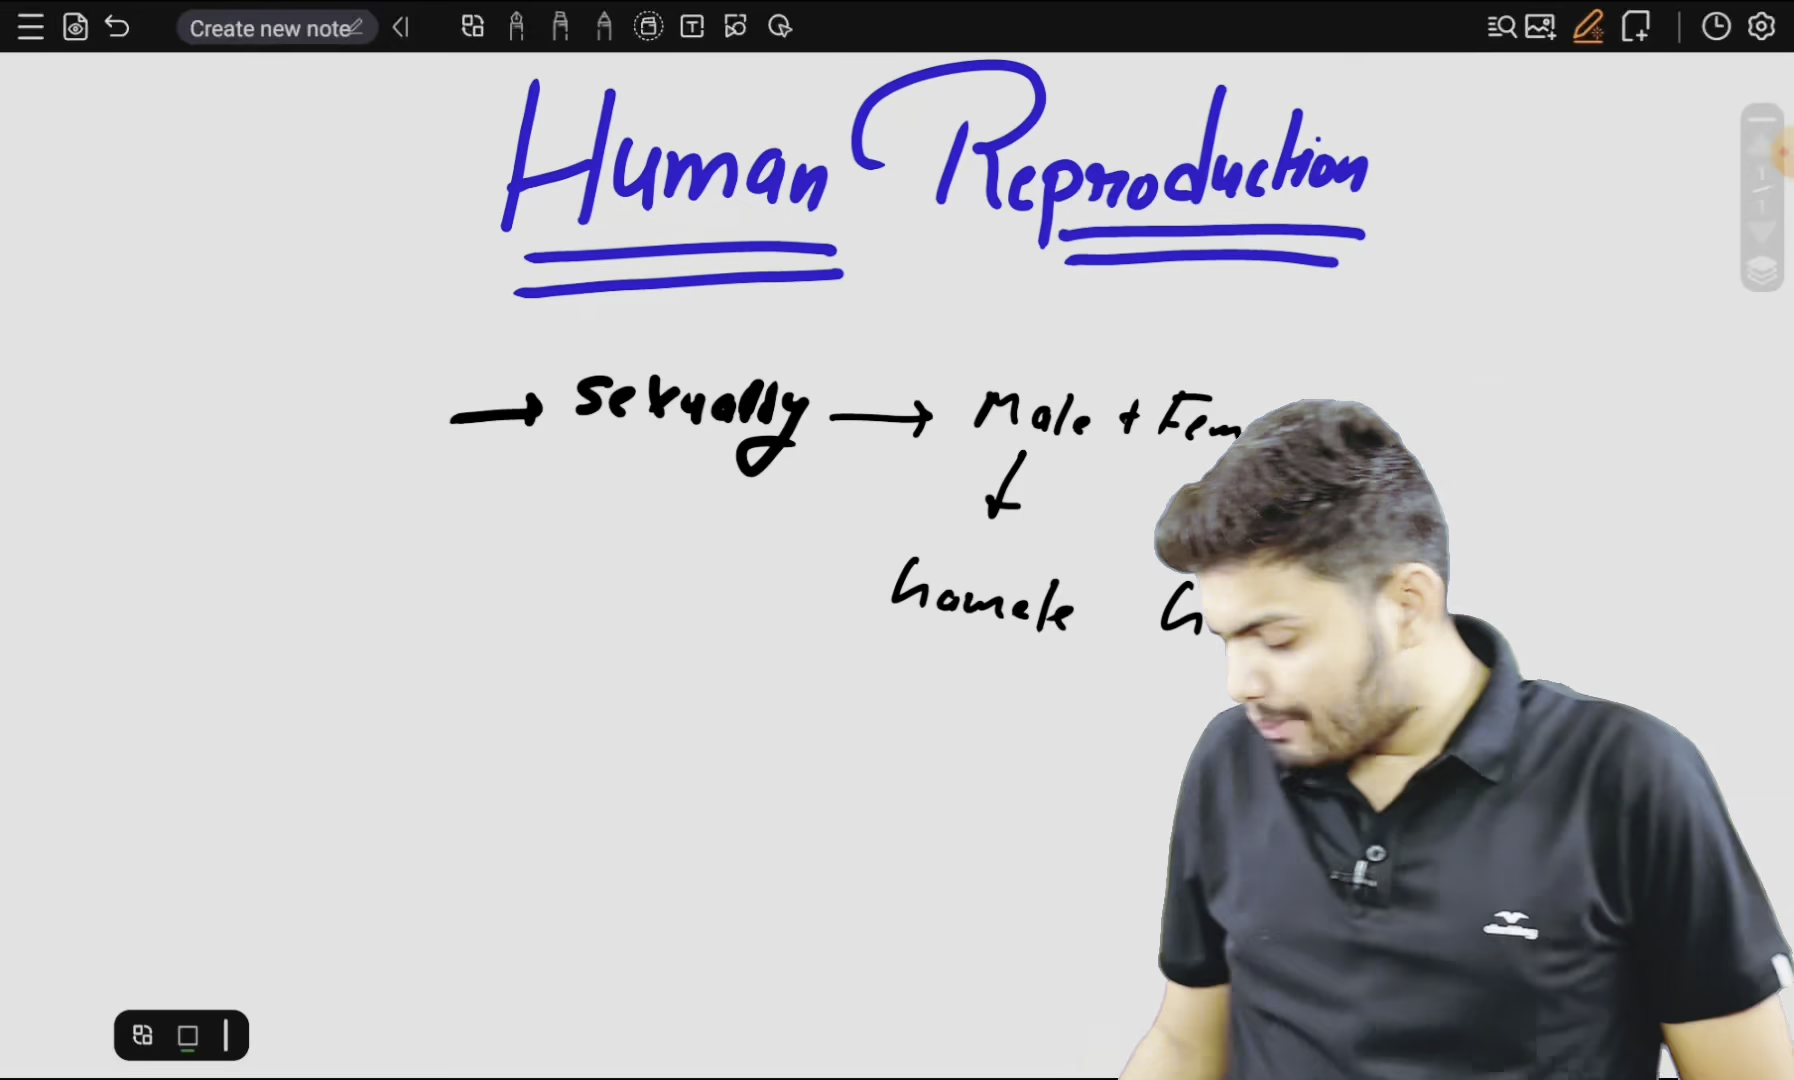 Create new note
Human Reproduction
→ Sexually → Male + Fem
Gamete G